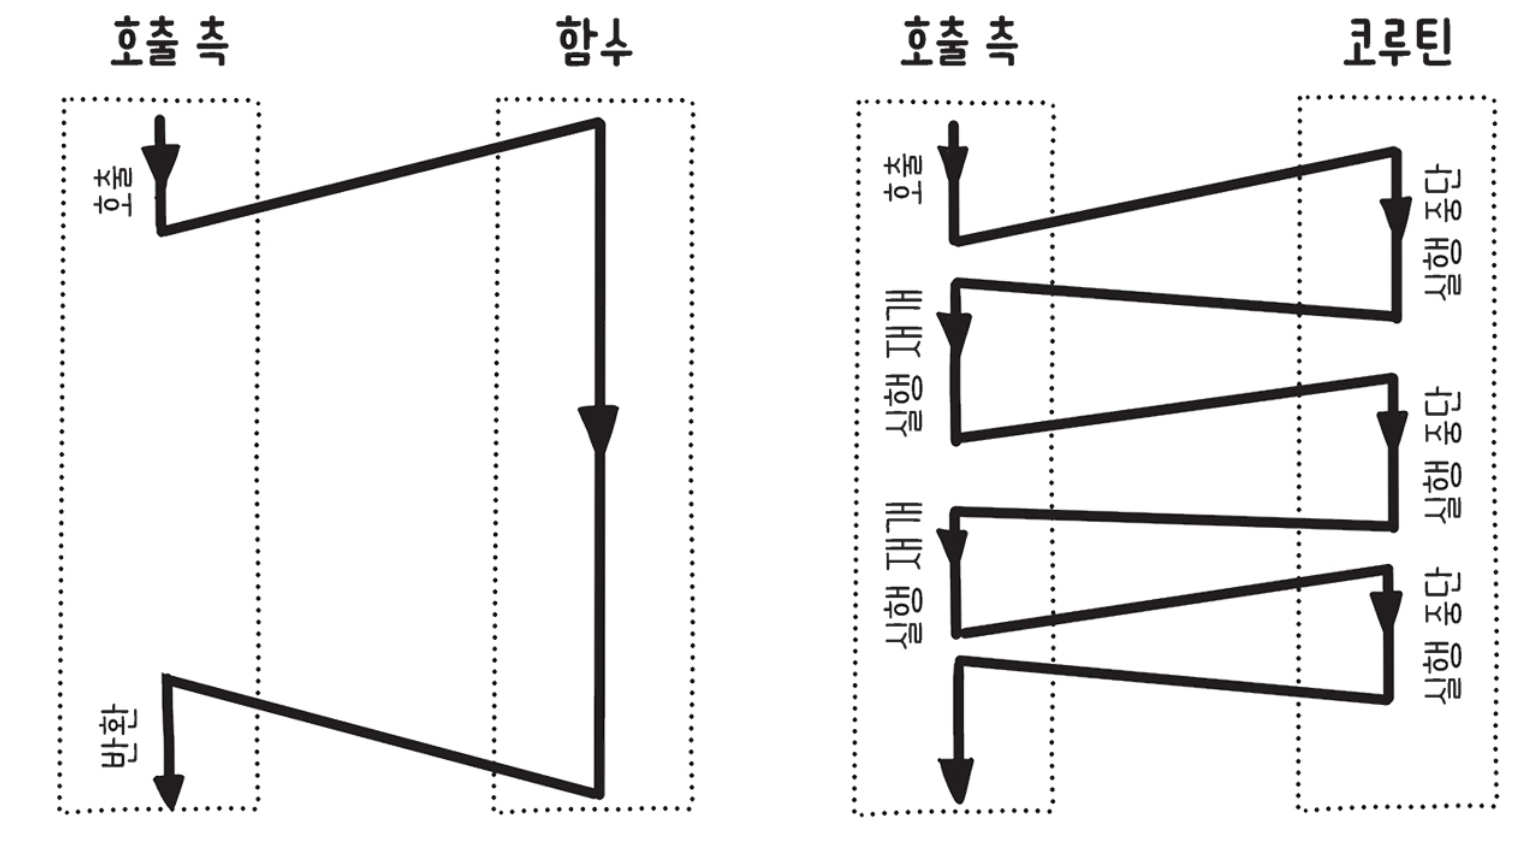 호출 측
함수
호출
반환
호출 측
코루틴
호출
실행 중단
실행 재개
실행 중단
실행 재개
실행 중단